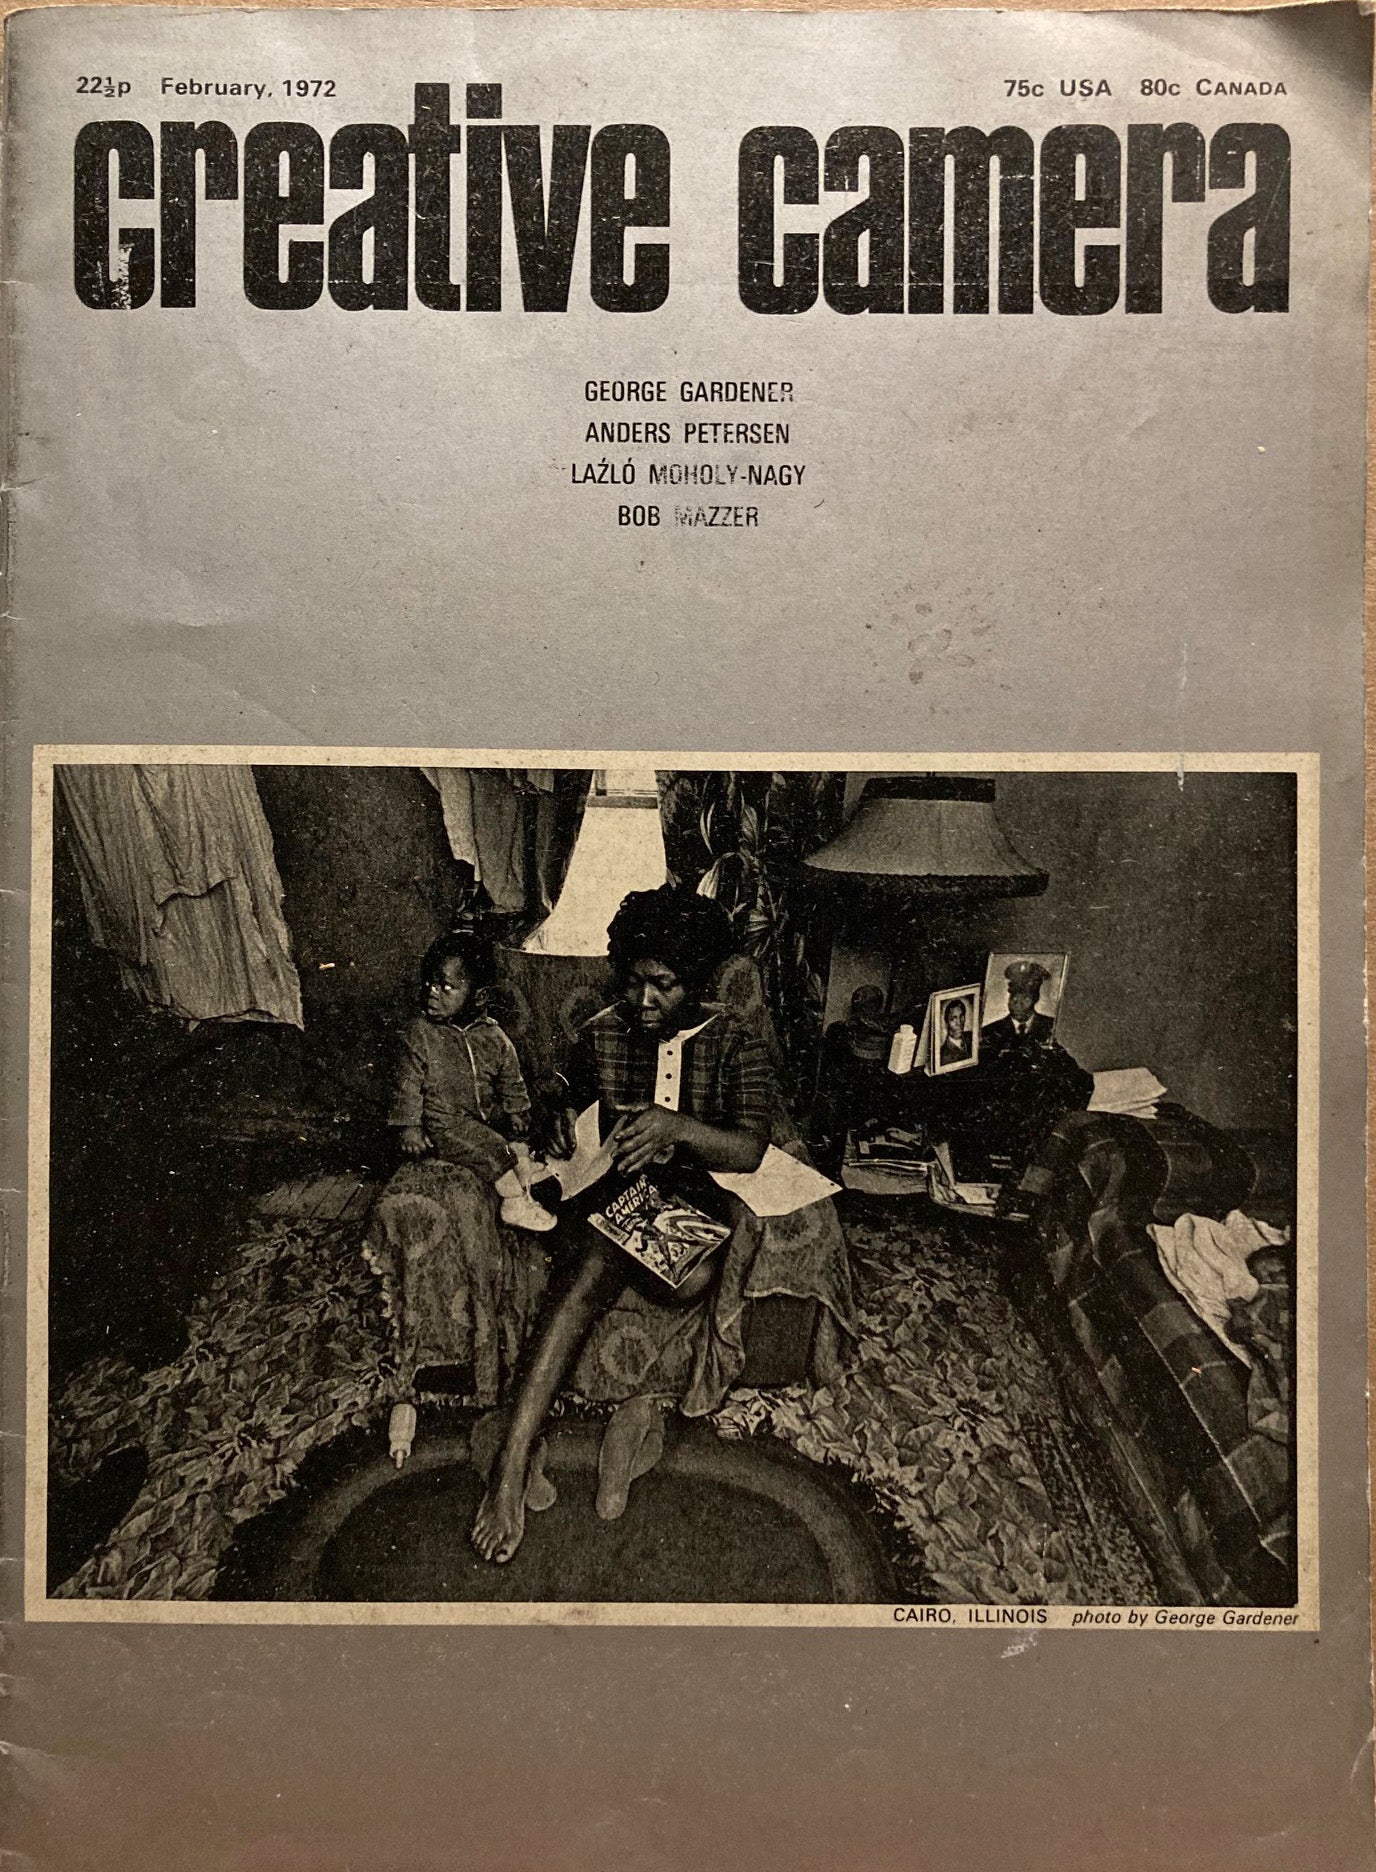 22½p February, 1972 75c USA 80c CANADA
creative camera
GEORGE GARDENER
ANDERS PETERSEN
LAŹLÓ MOHOLY-NAGY
BOB MAZZER
CAPTAIN
AMERICA
CAIRO, ILLINOIS photo by George Gardener